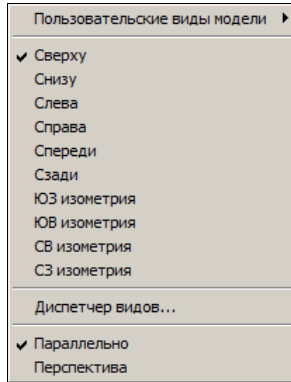 Пользовательские виды модели
Сверху
Снизу
Слева
Справа
Спереди
Сзади
ЮЗ изометрия
ЮВ изометрия
СВ изометрия
СЗ изометрия
Диспетчер видов...
Параллельно
Перспектива